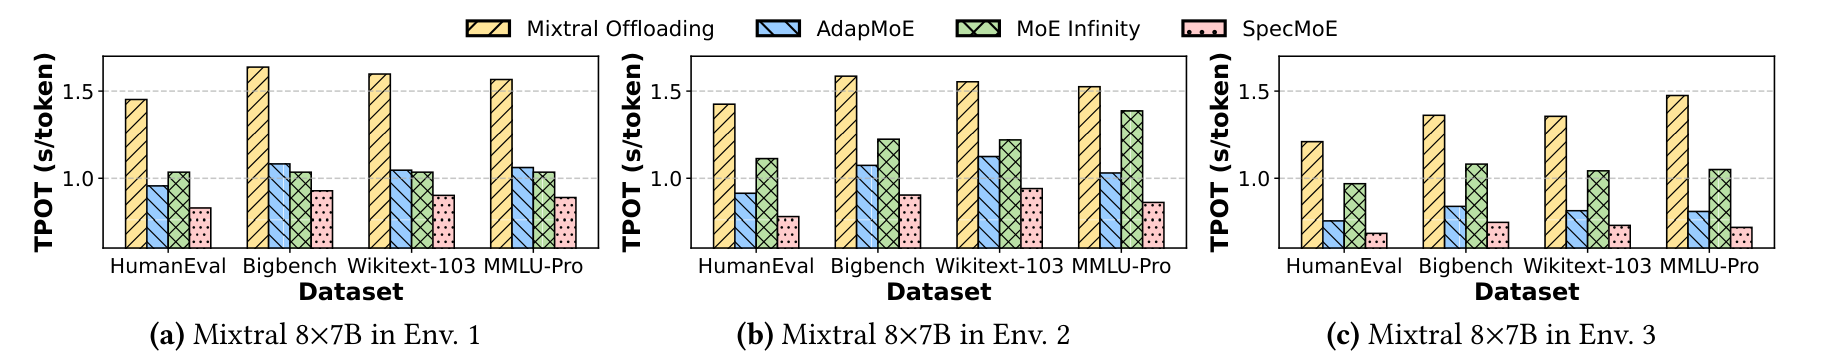 Mixtral Offloading AdapMoE MoE Infinity SpecMoE
TPOT (s/token)
1.5
1.0
HumanEval Bigbench Wikitext-103 MMLU-Pro
Dataset
(a) Mixtral 8×7B in Env. 1
TPOT (s/token)
1.5
1.0
HumanEval Bigbench Wikitext-103 MMLU-Pro
Dataset
(b) Mixtral 8×7B in Env. 2
TPOT (s/token)
1.5
1.0
HumanEval Bigbench Wikitext-103 MMLU-Pro
Dataset
(c) Mixtral 8×7B in Env. 3